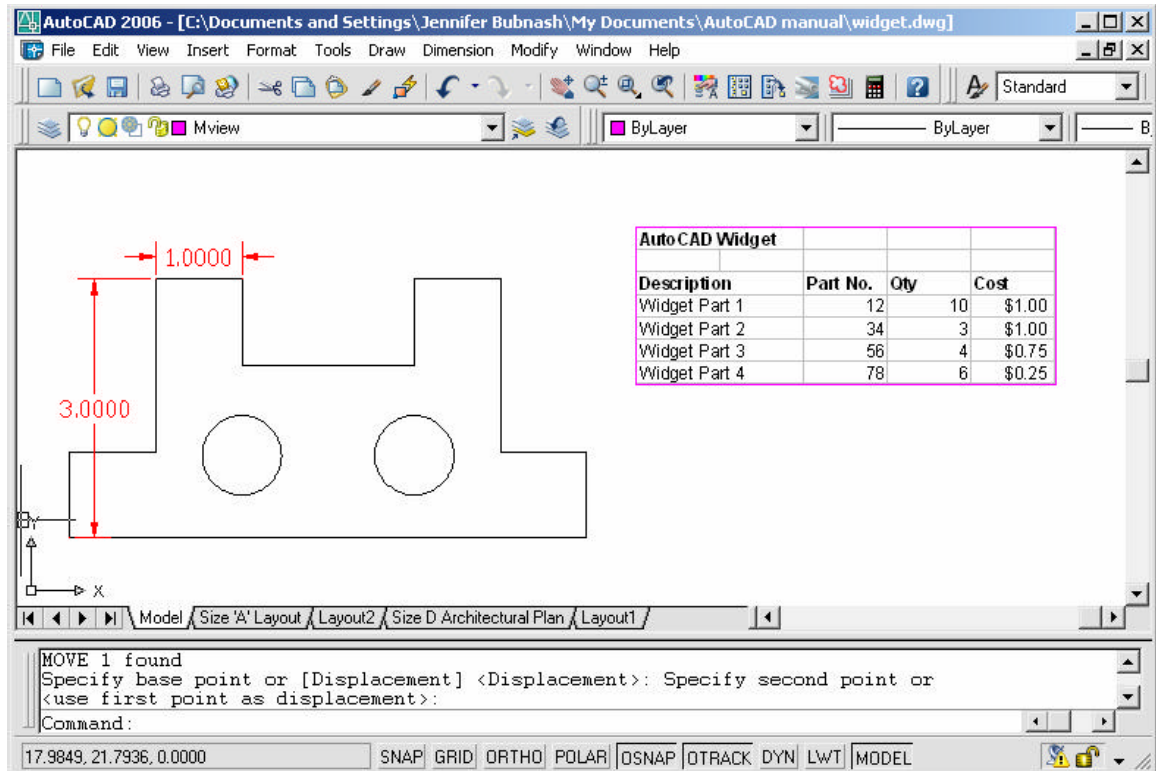 AutoCAD 2006 - [C:\Documents and Settings\Jennifer Bubnash\My Documents\AutoCAD manual\widget.dwg]
File Edit View Insert Format Tools Draw Dimension Modify Window Help
Standard
Mview ByLayer ByLayer B
1.0000
3.0000
AutoCAD Widget
Description Part No. Qty Cost
Widget Part 1 12 10 $1.00
Widget Part 2 34 3 $1.00
Widget Part 3 56 4 $0.75
Widget Part 4 78 6 $0.25
Y
X
Model Size 'A' Layout Layout2 Size D Architectural Plan Layout1
MOVE 1 found
Specify base point or [Displacement] <Displacement>: Specify second point or
<use first point as displacement>:
Command:
17.9849, 21.7936, 0.0000 SNAP GRID ORTHO POLAR OSNAP OTRACK DYN LWT MODEL